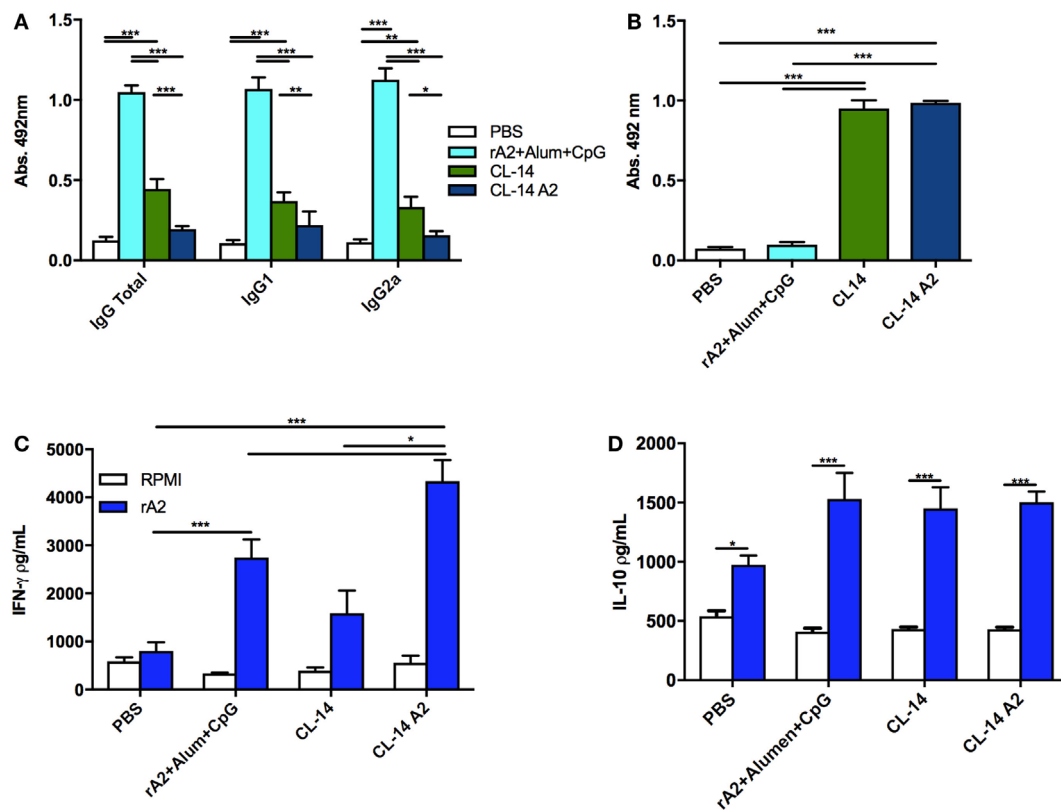 A
Abs. 492nm
1.5
1.0
0.5
0.0
***
***
***
***
***
**
***
**
***
*
IgG Total
IgG1
IgG2a
PBS
rA2+Alum+CpG
CL-14
CL-14 A2
B
Abs. 492 nm
1.5
1.0
0.5
0.0
***
***
***
PBS
rA2+Alum+CpG
CL14
CL-14 A2
C
IFN-γ ρg/mL
5000
4000
3000
2000
1000
0
RPMI
rA2
***
*
***
PBS
rA2+Alum+CpG
CL-14
CL-14 A2
D
IL-10 ρg/mL
2000
1500
1000
500
0
*
***
***
***
PBS
rA2+Alumen+CpG
CL-14
CL-14 A2